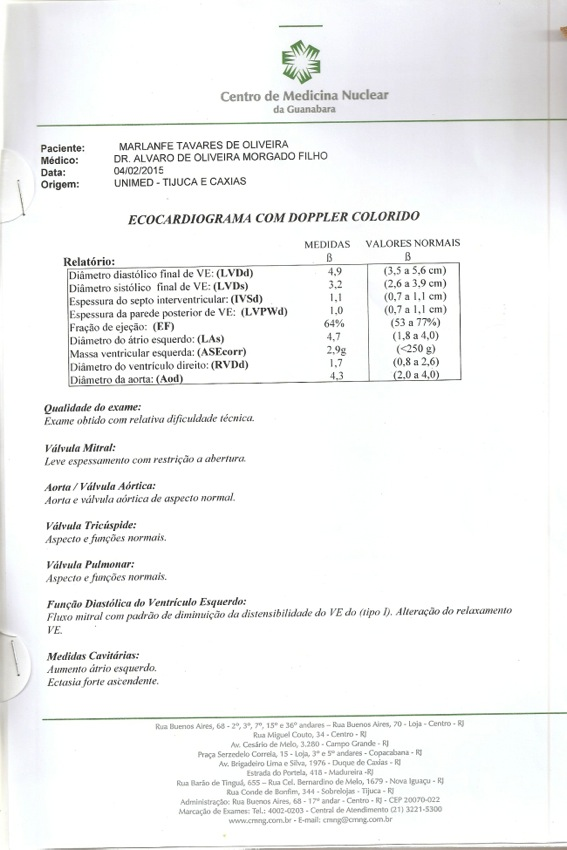 Centro de Medicina Nuclear
da Guanabara
Paciente: MARLANFE TAVARES DE OLIVEIRA
Médico: DR. ALVARO DE OLIVEIRA MORGADO FILHO
Data: 04/02/2015
Origem: UNIMED - TIJUCA E CAXIAS
ECOCARDIOGRAMA COM DOPPLER COLORIDO
MEDIDAS VALORES NORMAIS
Relatório: ß ß
Diâmetro diastólico final de VE: (LVDd) 4,9 (3,5 a 5,6 cm)
Diâmetro sistólico final de VE: (LVDs) 3,2 (2,6 a 3,9 cm)
Espessura do septo interventricular: (IVSd) 1,1 (0,7 a 1,1 cm)
Espessura da parede posterior de VE: (LVPWd) 1,0 (0,7 a 1,1 cm)
Fração de ejeção: (EF) 64% (53 a 77%)
Diâmetro do átrio esquerdo: (LAs) 4,7 (1,8 a 4,0)
Massa ventricular esquerda: (ASEcorr) 2,9g (<250 g)
Diâmetro do ventrículo direito: (RVDd) 1,7 (0,8 a 2,6)
Diâmetro da aorta: (Aod) 4,3 (2,0 a 4,0)
Qualidade do exame:
Exame obtido com relativa dificuldade técnica.
Válvula Mitral:
Leve espessamento com restrição a abertura.
Aorta / Válvula Aórtica:
Aorta e válvula aórtica de aspecto normal.
Válvula Tricúspide:
Aspecto e funções normais.
Válvula Pulmonar:
Aspecto e funções normais.
Função Diastólica do Ventrículo Esquerdo:
Fluxo mitral com padrão de diminuição da distensibilidade do VE do (tipo I). Alteração do relaxamento
VE.
Medidas Cavitárias:
Aumento átrio esquerdo.
Ectasia forte ascendente.
Rua Buenos Aires, 68 - 2º, 3º, 7º, 15º e 36º andares – Rua Buenos Aires, 70 - Loja - Centro - RJ
Rua Miguel Couto, 34 - Centro - RJ
Av. Cesário de Melo, 3.280 - Campo Grande - RJ
Praça Serzedelo Correia, 15 - Loja, 3º e 5º andares - Copacabana - RJ
Av. Brigadeiro Lima e Silva, 1976 - Duque de Caxias - RJ
Estrada do Portela, 418 - Madureira -RJ
Rua Barão de Tinguá, 655 – Rua Cel. Bernardino de Melo, 1679 - Nova Iguaçu - RJ
Rua Conde de Bonfim, 344 - Sobrelojas - Tijuca - RJ
Administração: Rua Buenos Aires, 68 - 17º andar - Centro - RJ - CEP 20070-022
Marcação de Exames: Tel.: 4002-0203 - Central de Atendimento (21) 3221-5300
www.cmng.com.br - E-mail: cmng@cmng.com.br